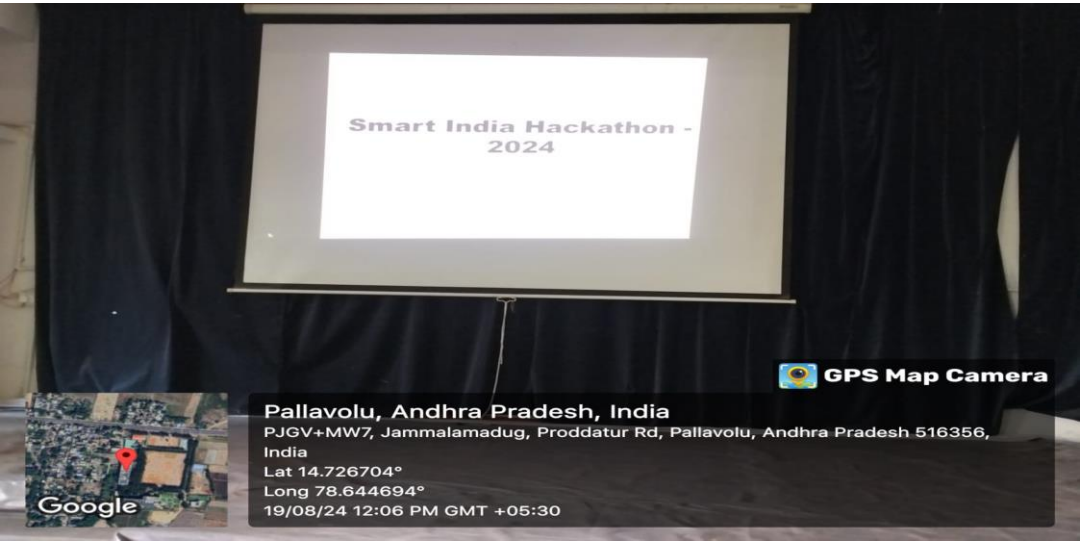 Smart India Hackathon -
2024
GPS Map Camera
Pallavolu, Andhra Pradesh, India
PJGV+MW7, Jammalamadug, Proddatur Rd, Pallavolu, Andhra Pradesh 516356,
India
Lat 14.726704°
Long 78.644694°
19/08/24 12:06 PM GMT +05:30
Google